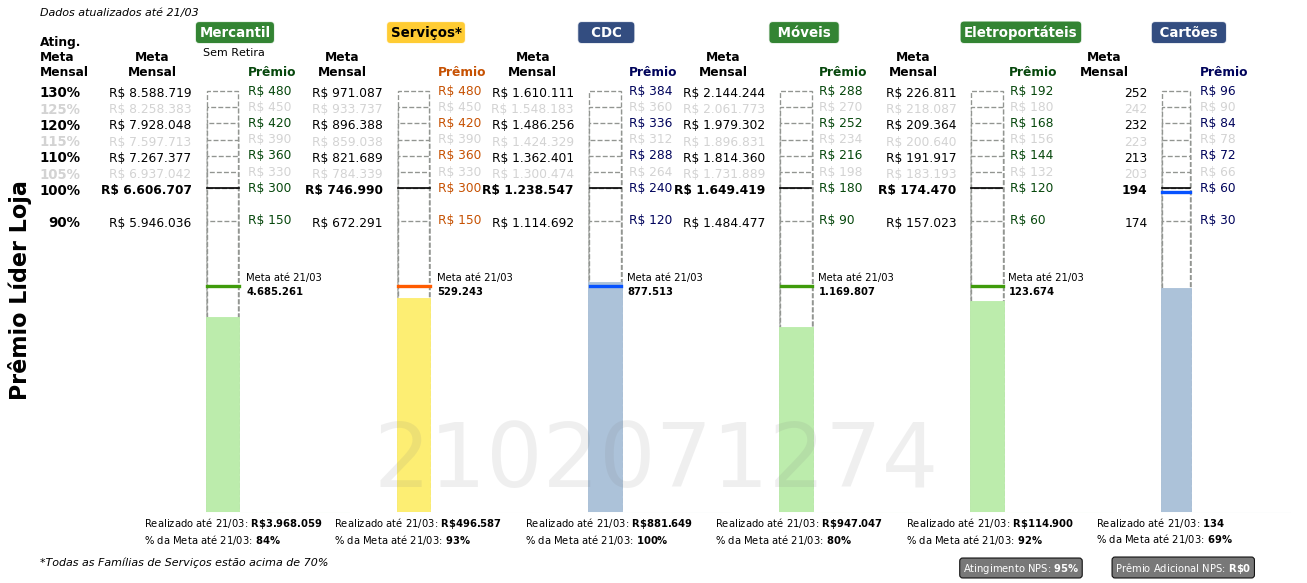 Dados atualizados até 21/03
Mercantil Serviços* CDC Móveis Eletroportáteis Cartões
Sem Retira
Ating. Meta Mensal
Meta Mensal Prêmio Meta Mensal Prêmio Meta Mensal Prêmio Meta Mensal Prêmio Meta Mensal Prêmio Meta Mensal Prêmio
130% R$ 8.588.719 R$ 480 R$ 971.087 R$ 480 R$ 1.610.111 R$ 384 R$ 2.144.244 R$ 288 R$ 226.811 R$ 192 252 R$ 96
125% R$ 8.258.383 R$ 450 R$ 933.737 R$ 450 R$ 1.548.183 R$ 360 R$ 2.061.773 R$ 270 R$ 218.087 R$ 180 242 R$ 90
120% R$ 7.928.048 R$ 420 R$ 896.388 R$ 420 R$ 1.486.256 R$ 336 R$ 1.979.302 R$ 252 R$ 209.364 R$ 168 232 R$ 84
115% R$ 7.597.713 R$ 390 R$ 859.038 R$ 390 R$ 1.424.329 R$ 312 R$ 1.896.831 R$ 234 R$ 200.640 R$ 156 223 R$ 78
110% R$ 7.267.377 R$ 360 R$ 821.689 R$ 360 R$ 1.362.401 R$ 288 R$ 1.814.360 R$ 216 R$ 191.917 R$ 144 213 R$ 72
105% R$ 6.937.042 R$ 330 R$ 784.339 R$ 330 R$ 1.300.474 R$ 264 R$ 1.731.889 R$ 198 R$ 183.193 R$ 132 203 R$ 66
100% R$ 6.606.707 R$ 300 R$ 746.990 R$ 300 R$ 1.238.547 R$ 240 R$ 1.649.419 R$ 180 R$ 174.470 R$ 120 194 R$ 60
90% R$ 5.946.036 R$ 150 R$ 672.291 R$ 150 R$ 1.114.692 R$ 120 R$ 1.484.477 R$ 90 R$ 157.023 R$ 60 174 R$ 30
Prêmio Líder Loja
Meta até 21/03 Meta até 21/03 Meta até 21/03 Meta até 21/03 Meta até 21/03
4.685.261 529.243 877.513 1.169.807 123.674
2102071274
Realizado até 21/03: R$3.968.059 Realizado até 21/03: R$496.587 Realizado até 21/03: R$881.649 Realizado até 21/03: R$947.047 Realizado até 21/03: R$114.900 Realizado até 21/03: 134
% da Meta até 21/03: 84% % da Meta até 21/03: 93% % da Meta até 21/03: 100% % da Meta até 21/03: 80% % da Meta até 21/03: 92% % da Meta até 21/03: 69%
*Todas as Famílias de Serviços estão acima de 70%
Atingimento NPS: 95% Prêmio Adicional NPS: R$0